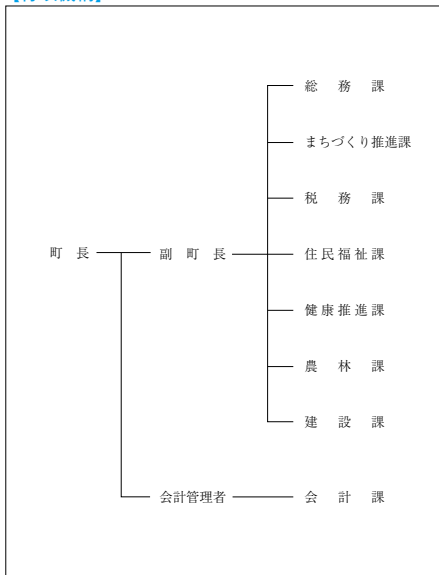 総務課
まちづくり推進課
税務課
町長 副町長 住民福祉課
健康推進課
農林課
建設課
会計管理者 会計課